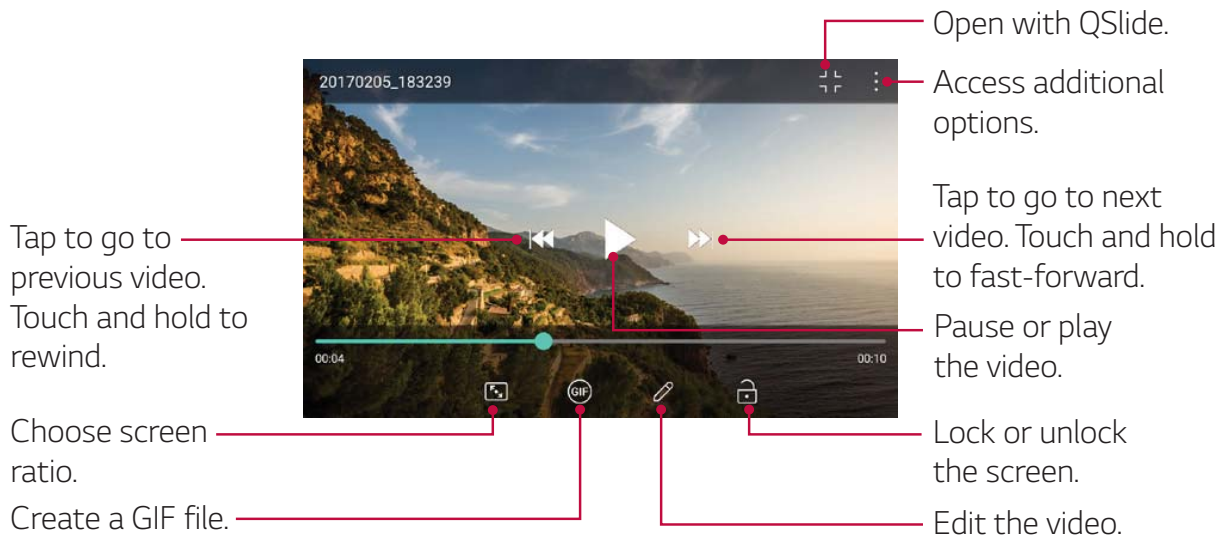 Open with QSlide.
20170205_183239
Access additional
options.
Tap to go to next
video. Touch and hold
to fast-forward.
Tap to go to
previous video.
Touch and hold to
rewind.
Pause or play
the video.
00:04
00:10
GIF
Choose screen
ratio.
Lock or unlock
the screen.
Create a GIF file.
Edit the video.